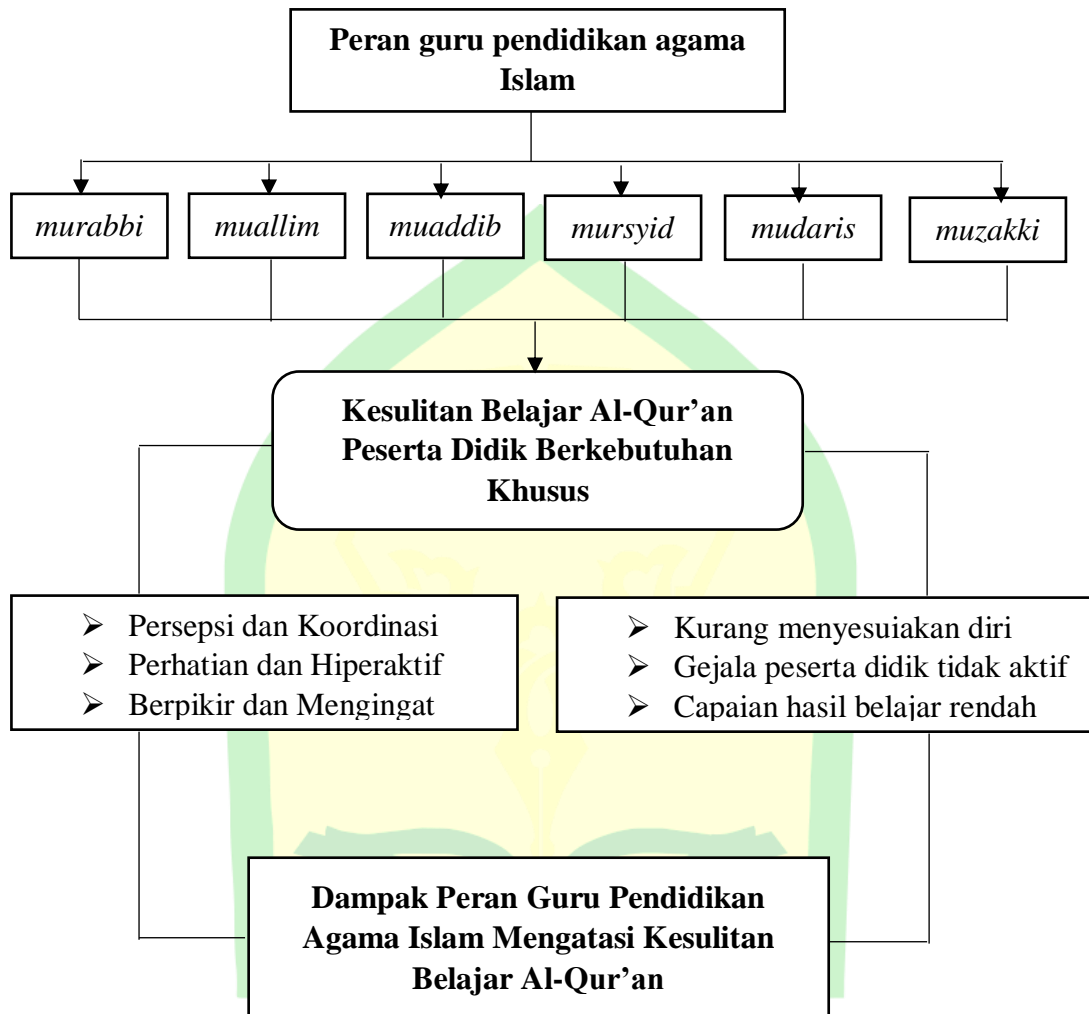 Peran guru pendidikan agama
Islam
murabbi
muallim
muaddib
mursyid
mudaris
muzakki
Kesulitan Belajar Al-Qur’an
Peserta Didik Berkebutuhan
Khusus
➢ Persepsi dan Koordinasi
➢ Perhatian dan Hiperaktif
➢ Berpikir dan Mengingat
➢ Kurang menyesuiakan diri
➢ Gejala peserta didik tidak aktif
➢ Capaian hasil belajar rendah
Dampak Peran Guru Pendidikan
Agama Islam Mengatasi Kesulitan
Belajar Al-Qur’an